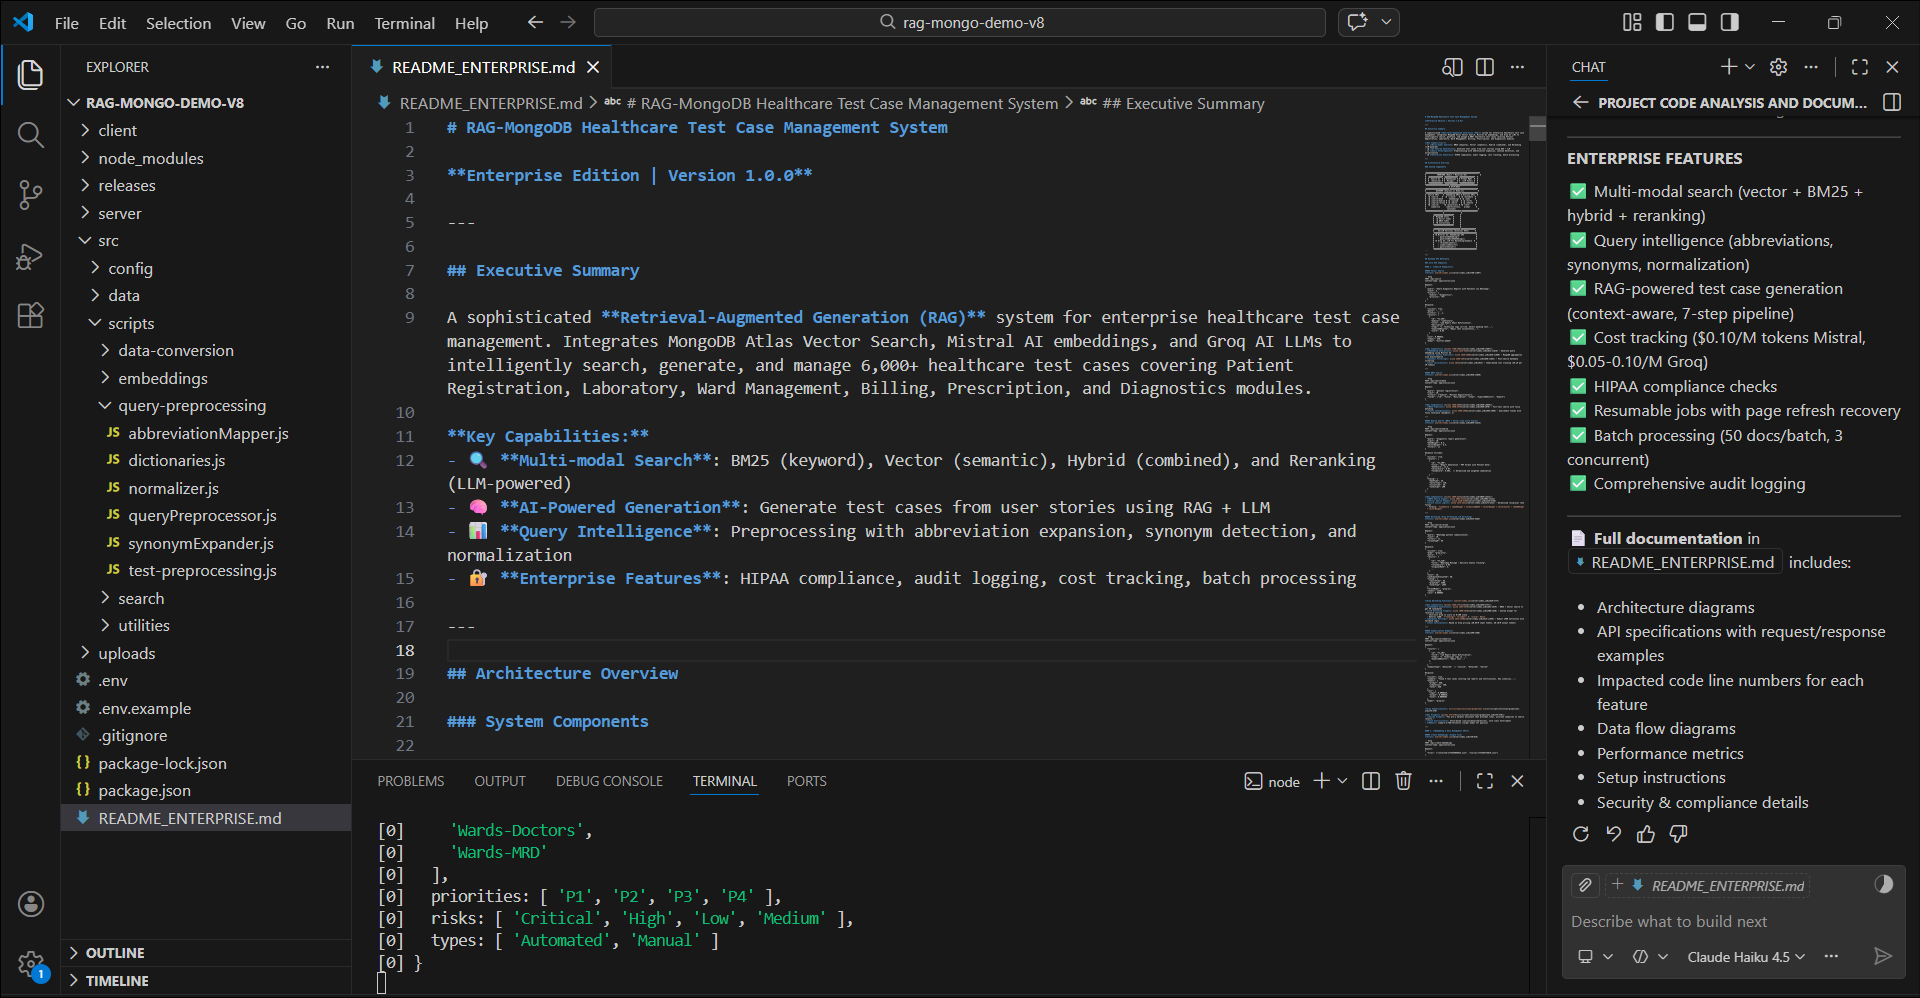 File Edit Selection View Go Run Terminal Help
rag-mongo-demo-v8
EXPLORER
RAG-MONGO-DEMO-V8
client
node_modules
releases
server
src
config
data
scripts
data-conversion
embeddings
query-preprocessing
JS abbreviationMapper.js
JS dictionaries.js
JS normalizer.js
JS queryPreprocessor.js
JS synonymExpander.js
JS test-preprocessing.js
search
utilities
uploads
.env
.env.example
.gitignore
{} package-lock.json
{} package.json
README_ENTERPRISE.md
OUTLINE
TIMELINE
1
README_ENTERPRISE.md
README_ENTERPRISE.md > abc # RAG-MongoDB Healthcare Test Case Management System > abc ## Executive Summary
1 # RAG-MongoDB Healthcare Test Case Management System
2
3 **Enterprise Edition | Version 1.0.0**
4
5 ---
6
7 ## Executive Summary
8
9 A sophisticated **Retrieval-Augmented Generation (RAG)** system for enterprise healthcare test case
management. Integrates MongoDB Atlas Vector Search, Mistral AI embeddings, and Groq AI LLMs to
intelligently search, generate, and manage 6,000+ healthcare test cases covering Patient
Registration, Laboratory, Ward Management, Billing, Prescription, and Diagnostics modules.
10
11 **Key Capabilities:**
12 - 🔍 **Multi-modal Search**: BM25 (keyword), Vector (semantic), Hybrid (combined), and Reranking
(LLM-powered)
13 - 🧠 **AI-Powered Generation**: Generate test cases from user stories using RAG + LLM
14 - 📊 **Query Intelligence**: Preprocessing with abbreviation expansion, synonym detection, and
normalization
15 - 🔐 **Enterprise Features**: HIPAA compliance, audit logging, cost tracking, batch processing
16
17 ---
18
19 ## Architecture Overview
20
21 ### System Components
22
PROBLEMS OUTPUT DEBUG CONSOLE TERMINAL PORTS
node
[0] 'Wards-Doctors',
[0] 'Wards-MRD'
[0] ],
[0] priorities: [ 'P1', 'P2', 'P3', 'P4' ],
[0] risks: [ 'Critical', 'High', 'Low', 'Medium' ],
[0] types: [ 'Automated', 'Manual' ]
[0] }
CHAT
PROJECT CODE ANALYSIS AND DOCUM...
ENTERPRISE FEATURES
✅ Multi-modal search (vector + BM25 +
hybrid + reranking)
✅ Query intelligence (abbreviations,
synonyms, normalization)
✅ RAG-powered test case generation
(context-aware, 7-step pipeline)
✅ Cost tracking ($0.10/M tokens Mistral,
$0.05-0.10/M Groq)
✅ HIPAA compliance checks
✅ Resumable jobs with page refresh recovery
✅ Batch processing (50 docs/batch, 3
concurrent)
✅ Comprehensive audit logging
📄 Full documentation in
README_ENTERPRISE.md includes:
• Architecture diagrams
• API specifications with request/response
examples
• Impacted code line numbers for each
feature
• Data flow diagrams
• Performance metrics
• Setup instructions
• Security & compliance details
README_ENTERPRISE.md
Describe what to build next
Claude Haiku 4.5